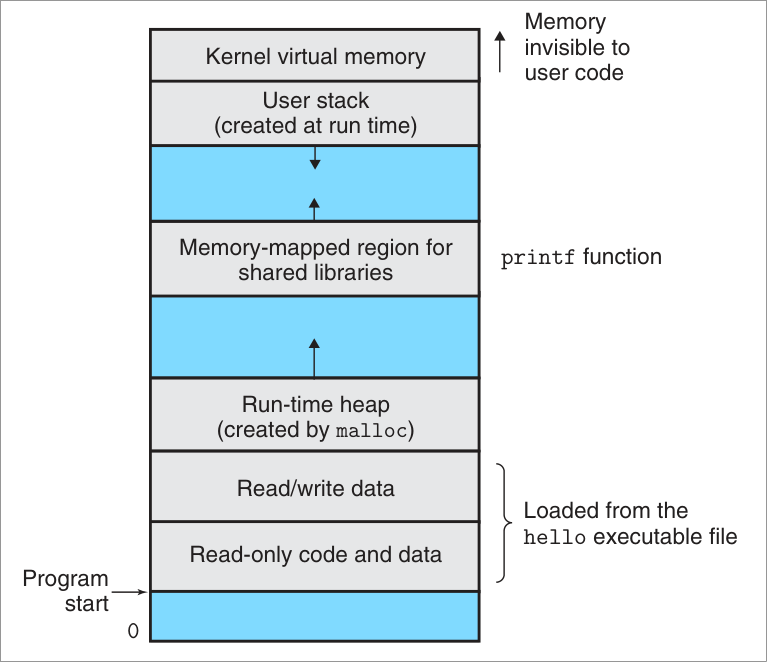 Memory
invisible to
user code
Kernel virtual memory
User stack
(created at run time)
Memory-mapped region for
shared libraries
printf function
Run-time heap
(created by malloc)
Read/write data
Loaded from the
hello executable file
Read-only code and data
Program
start
0